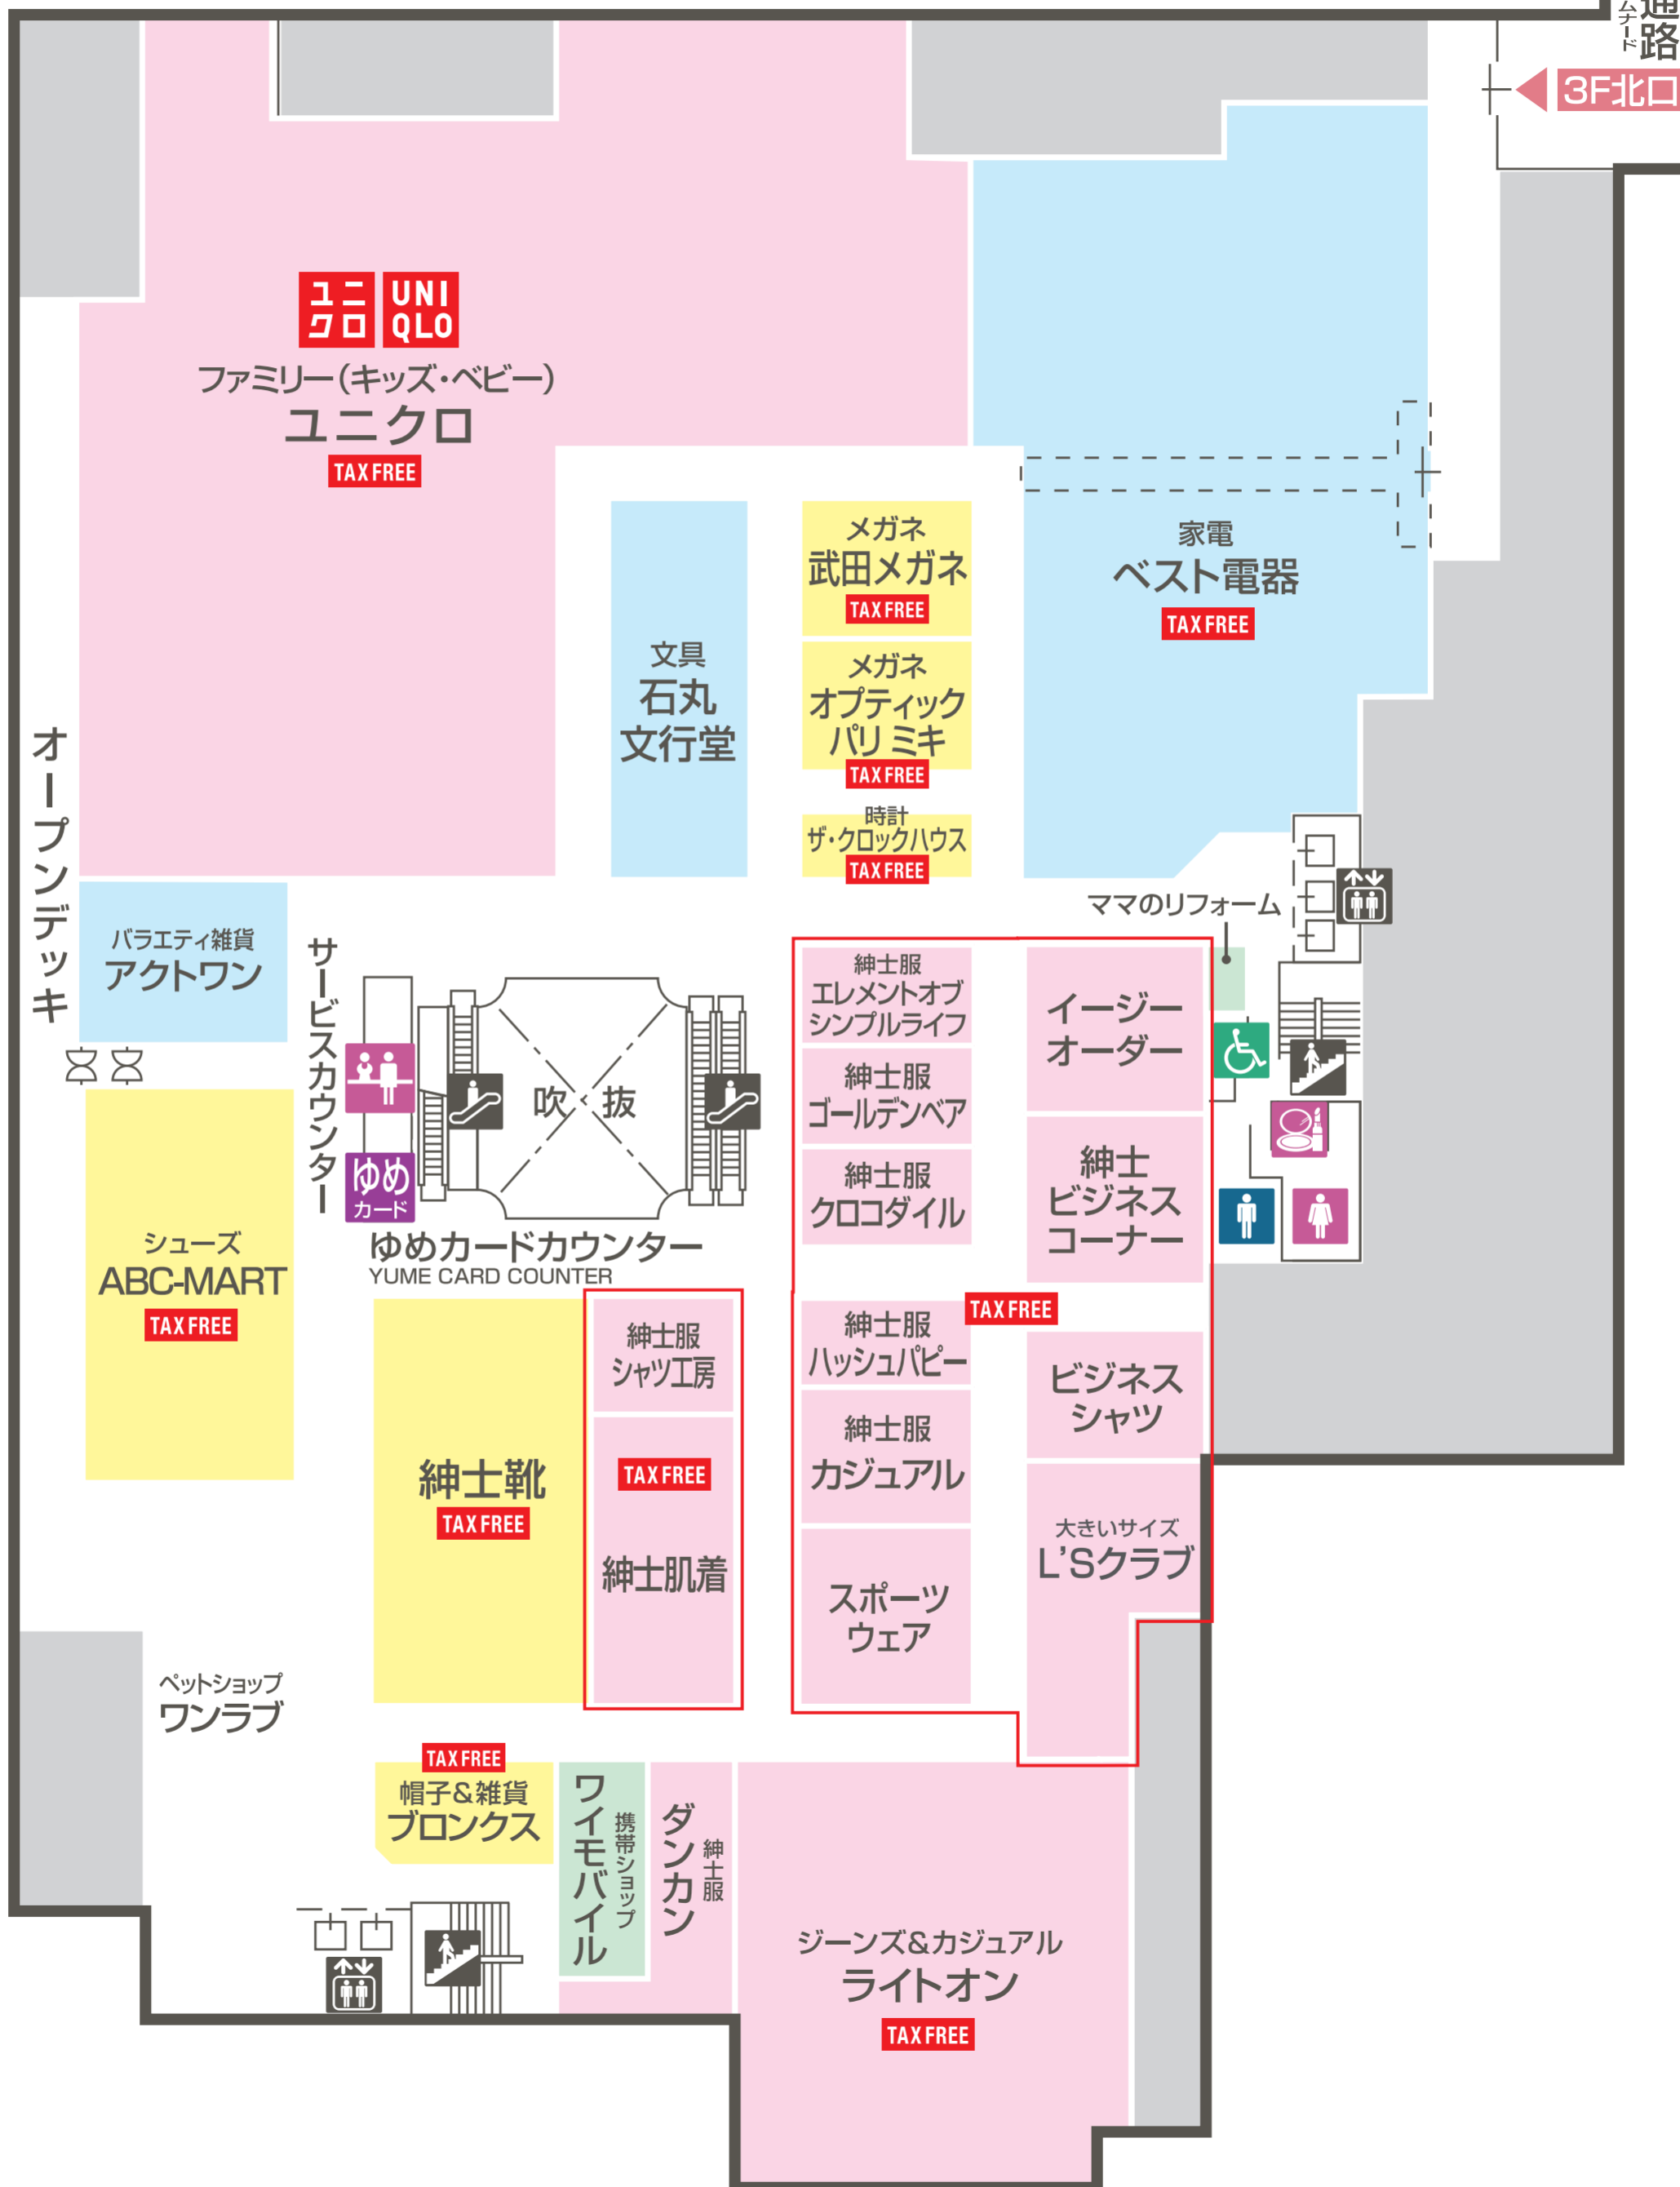 通路
ムナード
3F北口
ユニクロ
UNIQLO
ファミリー(キッズ・ベビー)
ユニクロ
TAX FREE
メガネ
武田メガネ
TAX FREE
家電
ベスト電器
TAX FREE
文具
石丸
文行堂
メガネ
オプティック
パリ ミキ
TAX FREE
時計
ザ・クロックハウス
TAX FREE
オープンデッキ
ママのリフォーム
バラエティ雑貨
アクトワン
サービスカウンター
吹抜
紳士服
エレメントオブ
シンプルライフ
イージー
オーダー
紳士服
ゴールデンベア
紳士服
クロコダイル
紳士
ビジネス
コーナー
ゆめ
カード
ゆめカードカウンター
YUME CARD COUNTER
シューズ
ABC-MART
TAX FREE
紳士服
シャツ工房
紳士服
ハッシュパピー
TAX FREE
ビジネス
シャツ
紳士靴
TAX FREE
TAX FREE
紳士肌着
紳士服
カジュアル
大きいサイズ
L'Sクラブ
スポーツ
ウェア
ペットショップ
ワンラブ
TAX FREE
帽子&雑貨
ブロンクス
携帯ショップ
ワイモバイル
紳士服
ダンカン
ジーンズ&カジュアル
ライトオン
TAX FREE